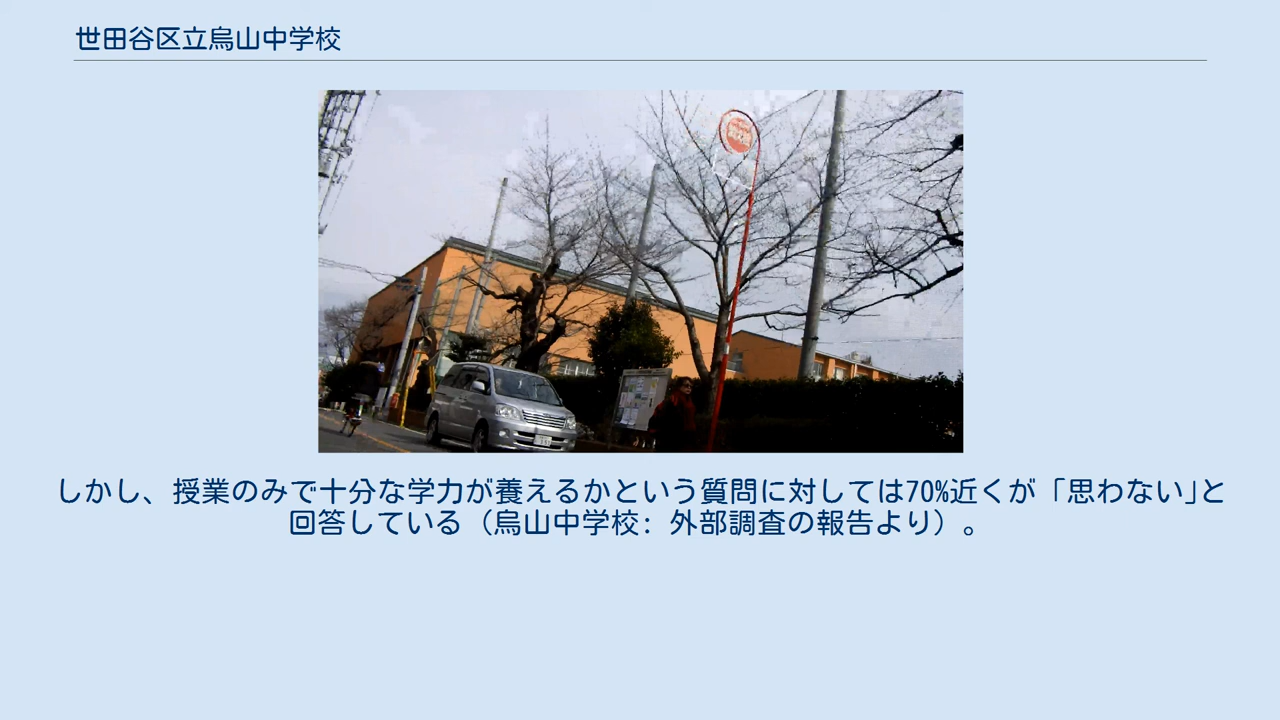 世田谷区立烏山中学校
しかし、授業のみで十分な学力が養えるかという質問に対しては70%近くが「思わない」と
回答している（烏山中学校: 外部調査の報告より）。